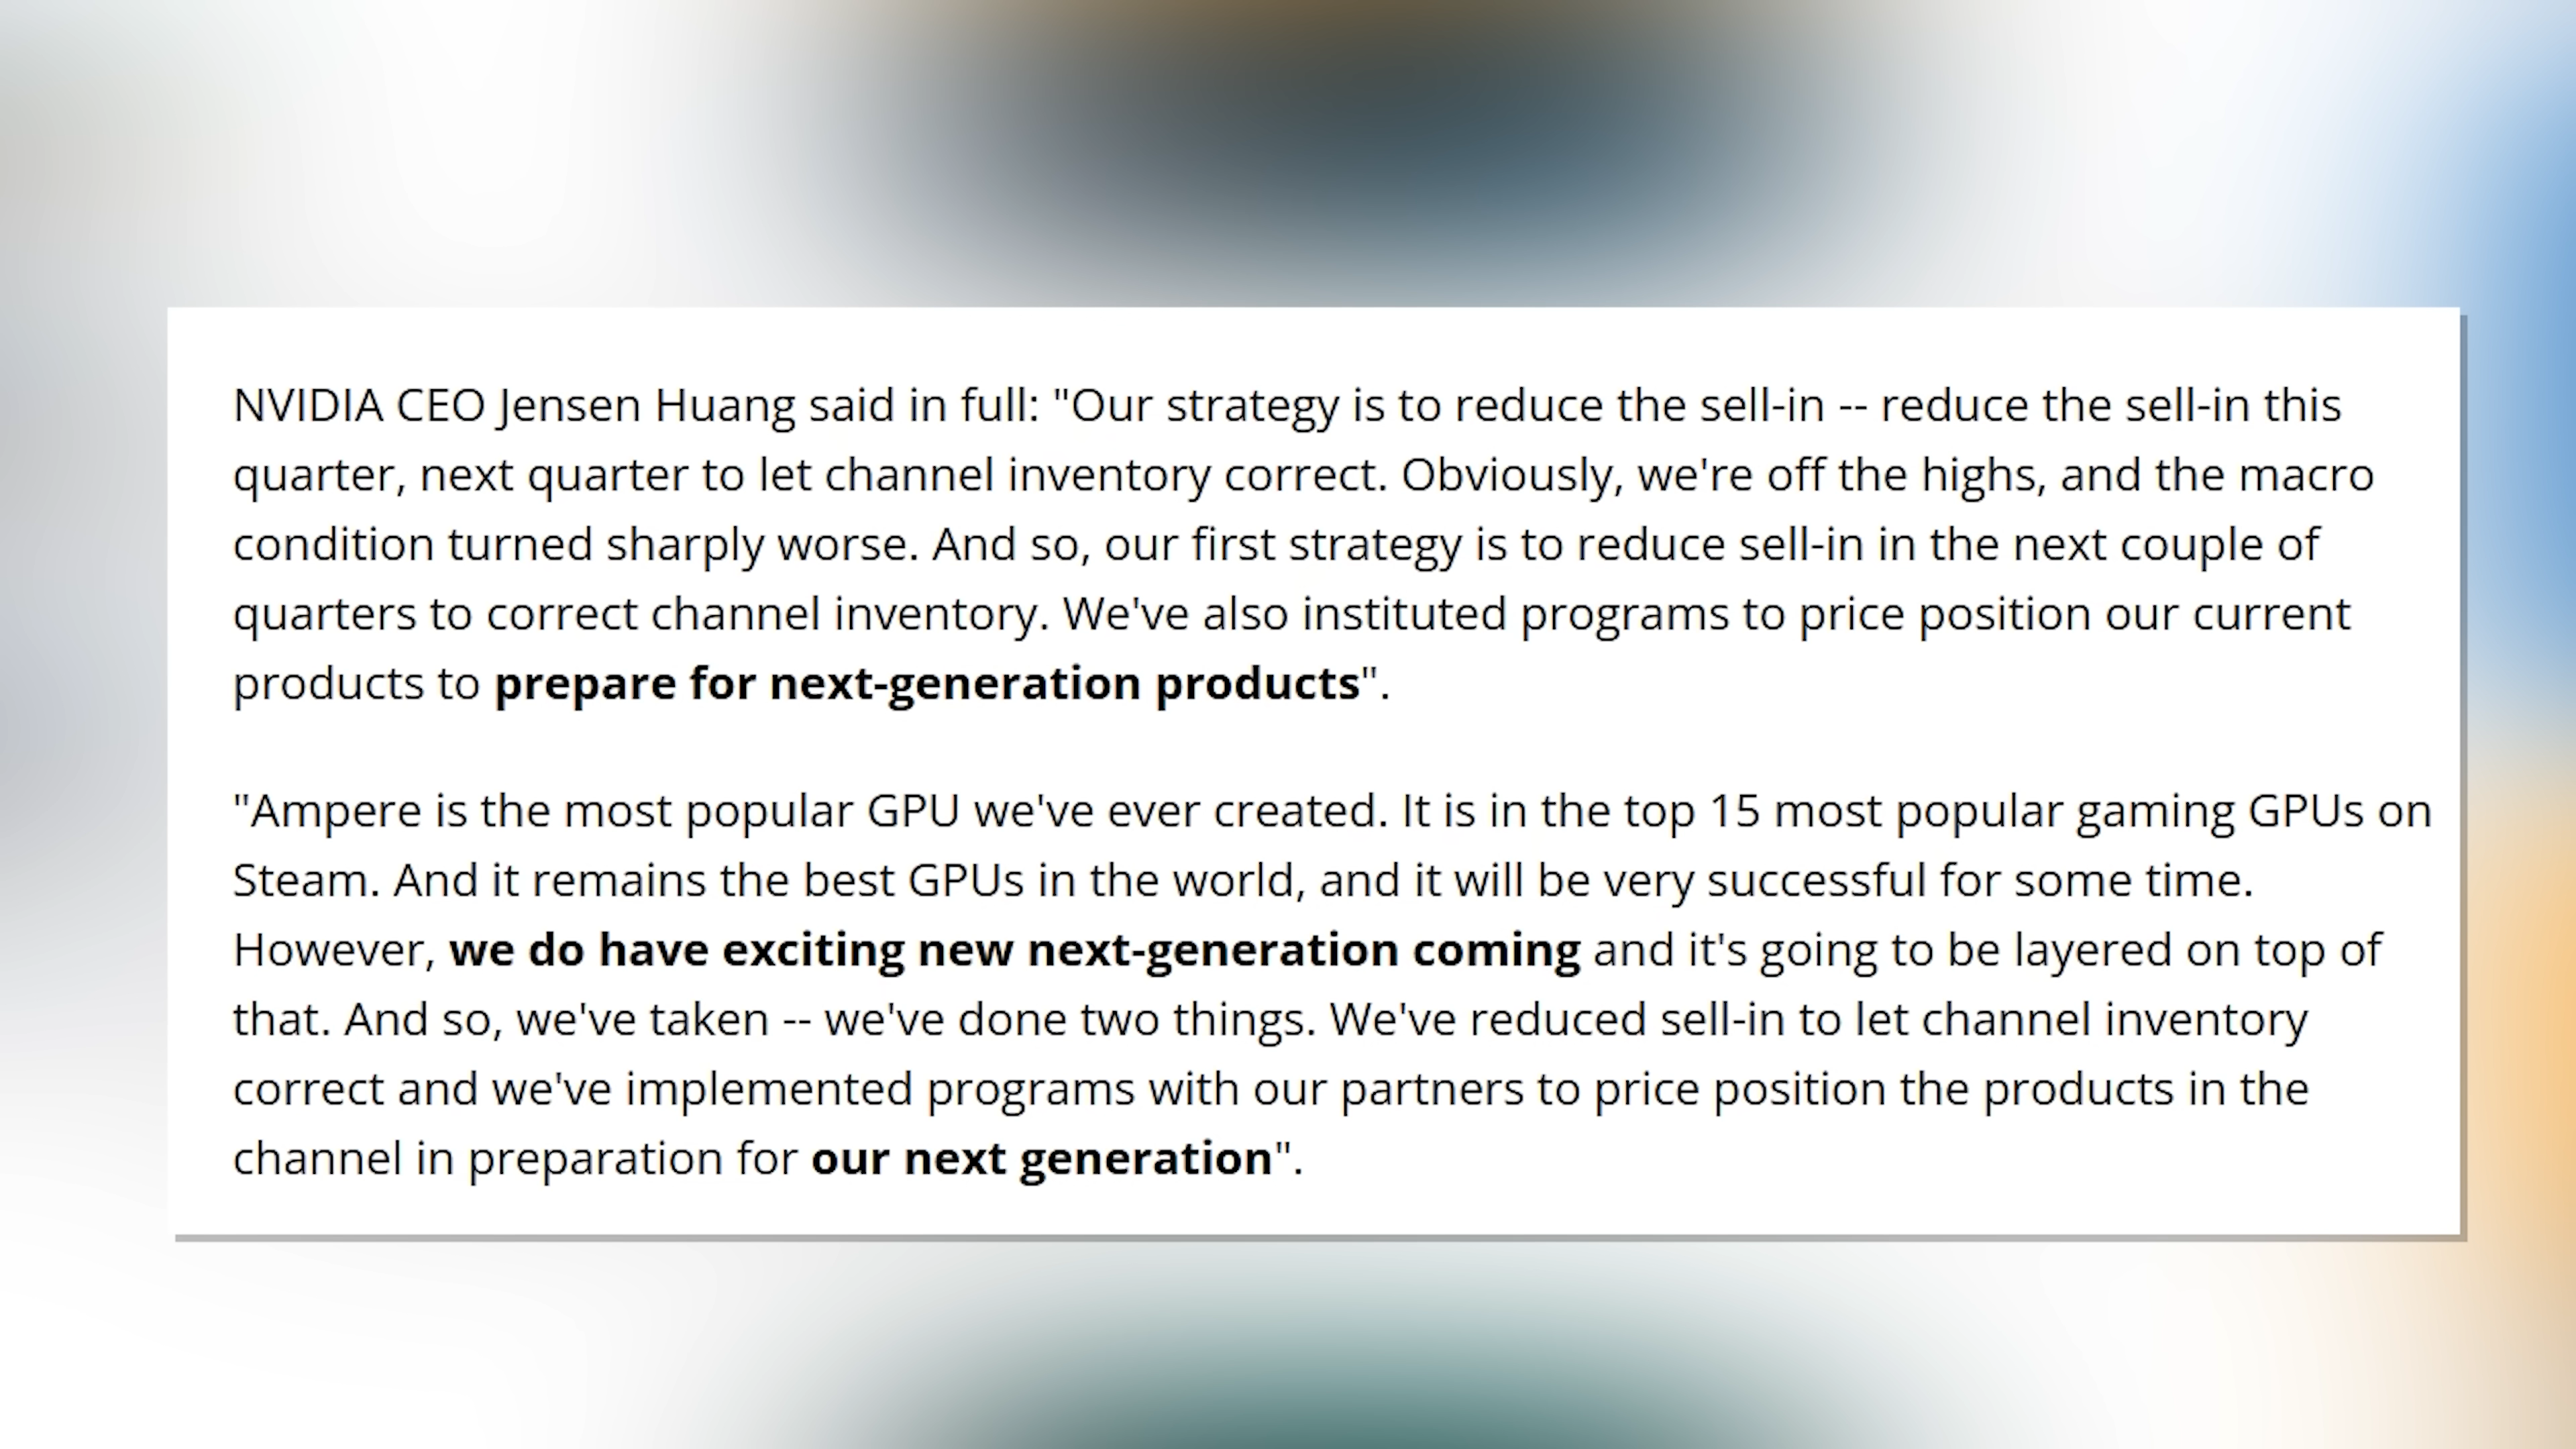 NVIDIA CEO Jensen Huang said in full: "Our strategy is to reduce the sell-in -- reduce the sell-in this
quarter, next quarter to let channel inventory correct. Obviously, we're off the highs, and the macro
condition turned sharply worse. And so, our first strategy is to reduce sell-in in the next couple of
quarters to correct channel inventory. We've also instituted programs to price position our current
products to prepare for next-generation products".
"Ampere is the most popular GPU we've ever created. It is in the top 15 most popular gaming GPUs on
Steam. And it remains the best GPUs in the world, and it will be very successful for some time.
However, we do have exciting new next-generation coming and it's going to be layered on top of
that. And so, we've taken -- we've done two things. We've reduced sell-in to let channel inventory
correct and we've implemented programs with our partners to price position the products in the
channel in preparation for our next generation".